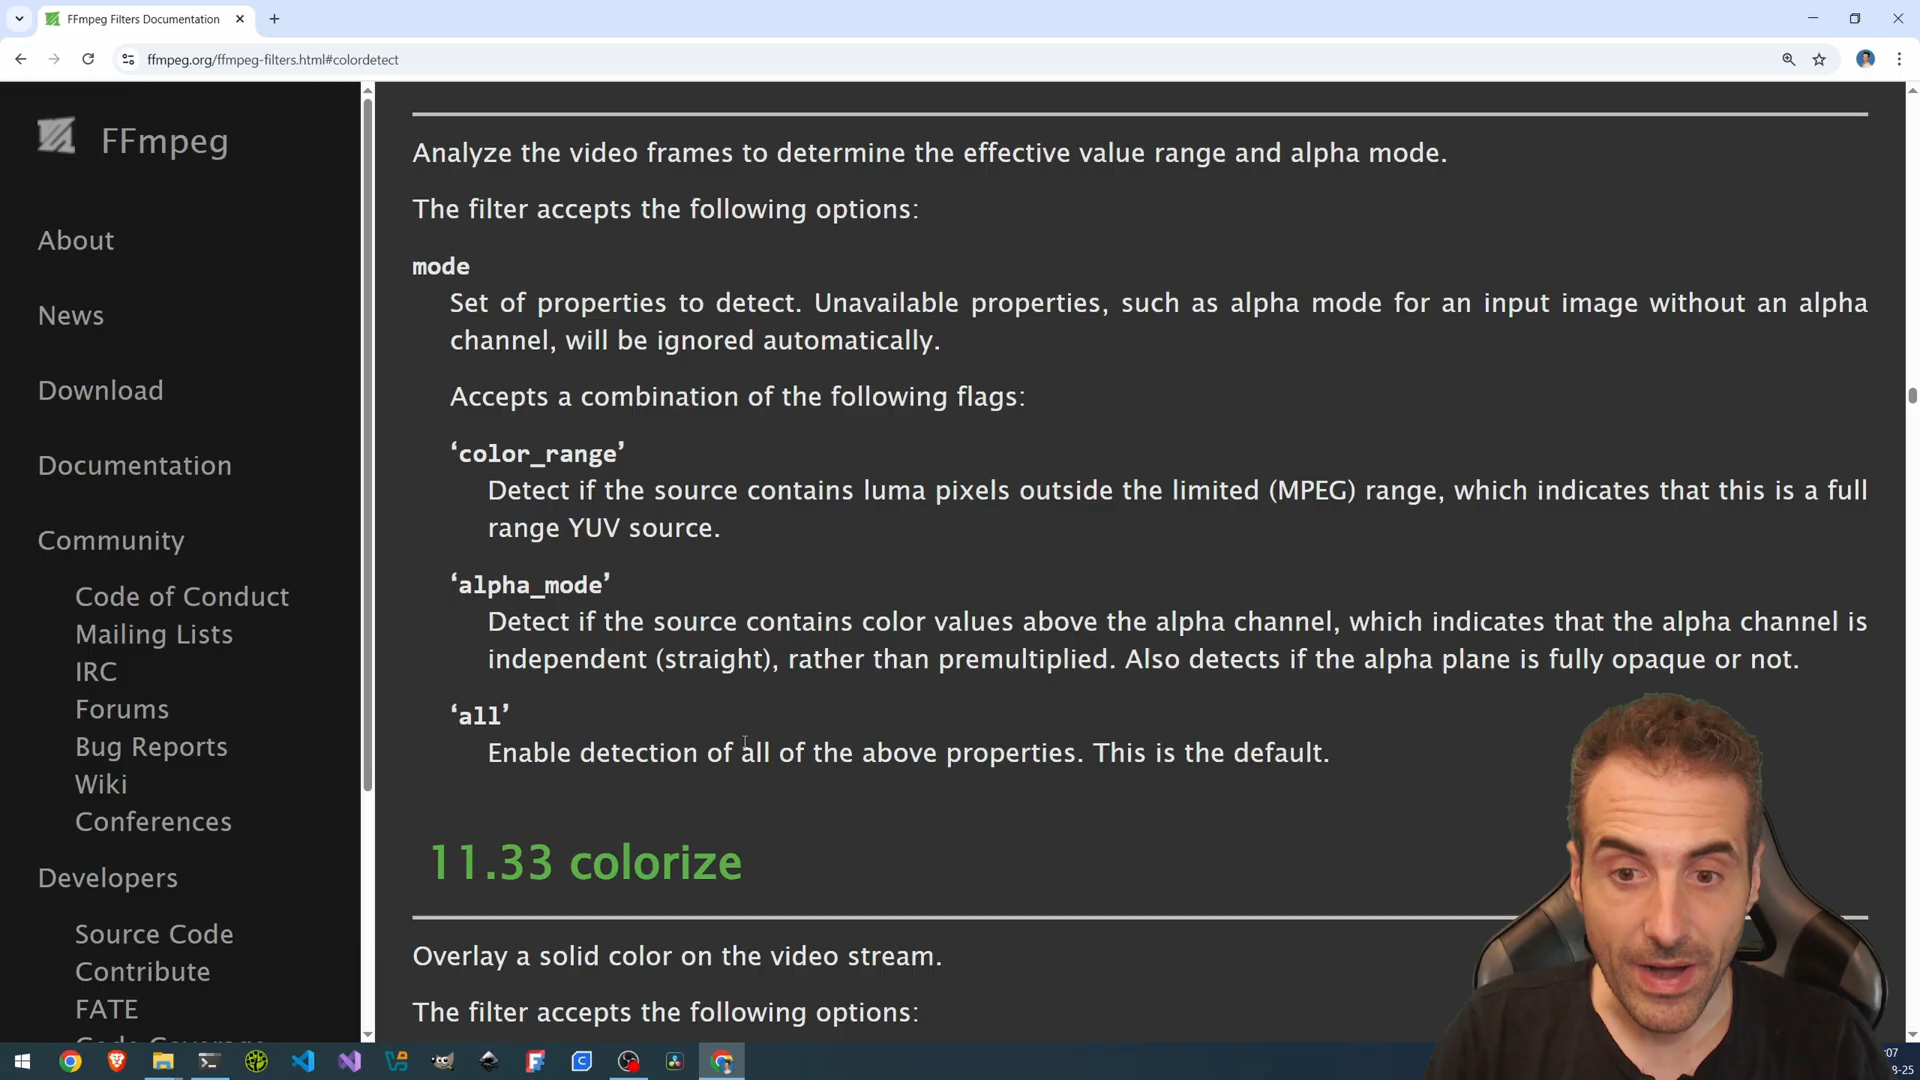 FFmpeg Filters Documentation
ffmpeg.org/ffmpeg-filters.html#colordetect
FFmpeg
About
News
Download
Documentation
Community
Code of Conduct
Mailing Lists
IRC
Forums
Bug Reports
Wiki
Conferences
Developers
Source Code
Contribute
FATE
Code Coverage
Analyze the video frames to determine the effective value range and alpha mode.
The filter accepts the following options:
mode
Set of properties to detect. Unavailable properties, such as alpha mode for an input image without an alpha
channel, will be ignored automatically.
Accepts a combination of the following flags:
‘color_range’
Detect if the source contains luma pixels outside the limited (MPEG) range, which indicates that this is a full
range YUV source.
‘alpha_mode’
Detect if the source contains color values above the alpha channel, which indicates that the alpha channel is
independent (straight), rather than premultiplied. Also detects if the alpha plane is fully opaque or not.
‘all’
Enable detection of all of the above properties. This is the default.
11.33 colorize
Overlay a solid color on the video stream.
The filter accepts the following options:
:07
8-25